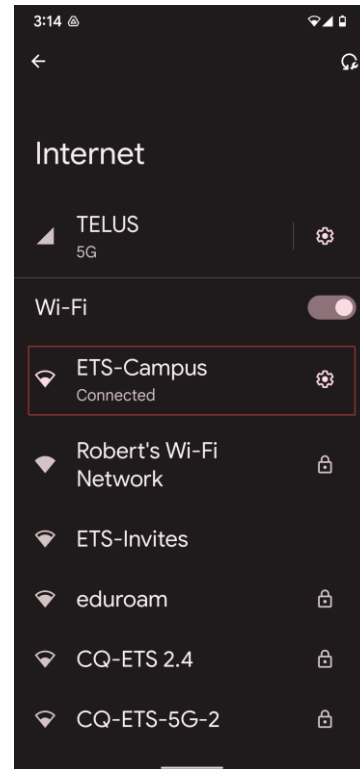 3:14
Internet
TELUS
5G
Wi-Fi
ETS-Campus
Connected
Robert's Wi-Fi
Network
ETS-Invites
eduroam
CQ-ETS 2.4
CQ-ETS-5G-2